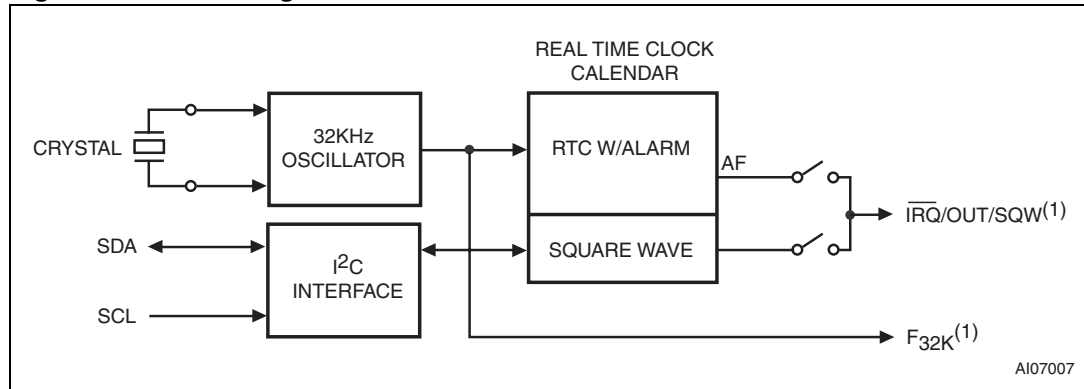 REAL TIME CLOCK
CALENDAR
CRYSTAL
32KHz
OSCILLATOR
RTC W/ALARM
AF
IRQ/OUT/SQW(1)
SDA
I2C
INTERFACE
SQUARE WAVE
SCL
F32K(1)
AI07007